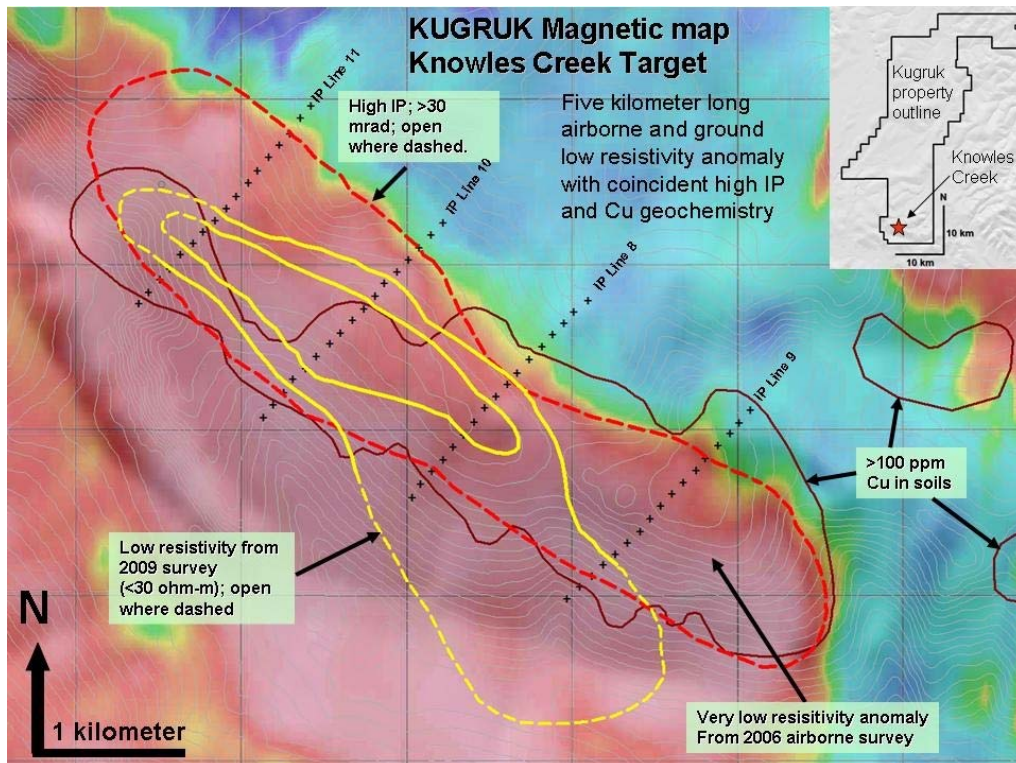 KUGRUK Magnetic map
Knowles Creek Target
Five kilometer long
airborne and ground
low resistivity anomaly
with coincident high IP
and Cu geochemistry
Kugruk
property
outline
Knowles
Creek
N
10 km
10 km
IP Line 11
High IP; >30
mrad; open
where dashed.
IP Line 10
IP Line 8
IP Line 9
>100 ppm
Cu in soils
Low resistivity from
2009 survey
(<30 ohm-m); open
where dashed
N
1 kilometer
Very low resisitivity anomaly
From 2006 airborne survey